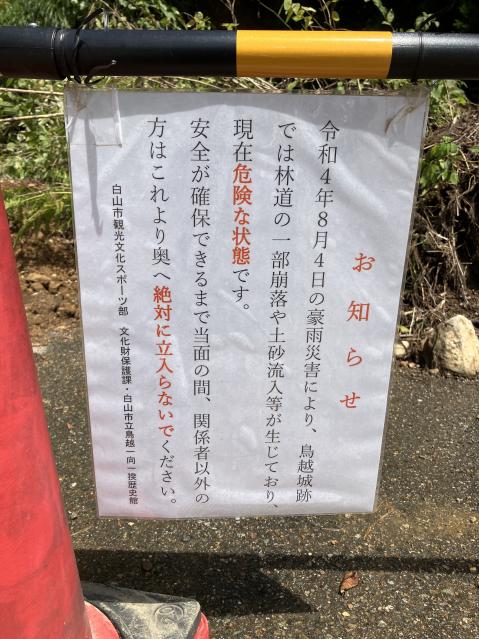 お知らせ
令和4年8月4日の豪雨災害により、鳥越城跡
では林道の一部崩落や土砂流入等が生じており、
現在危険な状態です。
安全が確保できるまで当面の間、関係者以外の
方はこれより奥へ絶対に立入らないでください。
白山市観光文化スポーツ部　文化財保護課・白山市立鳥越一向一揆歴史館